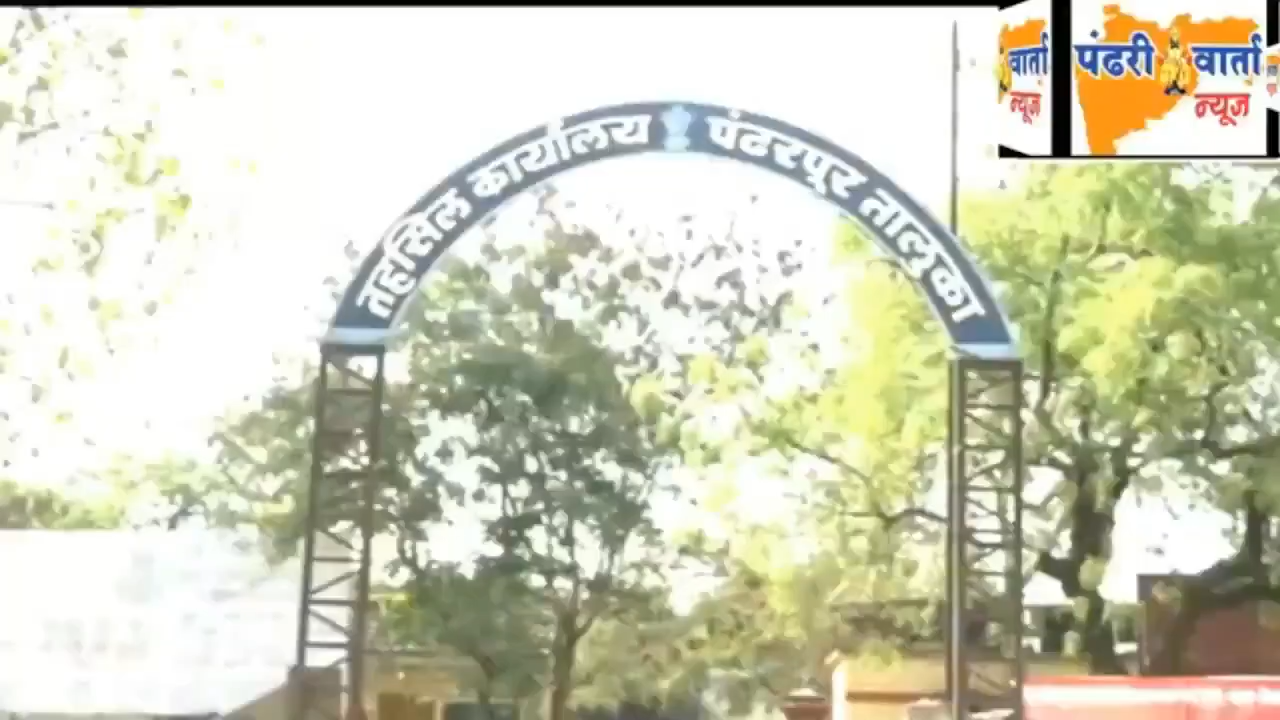 तहसिल कार्यालय पंढरपूर तालुका
वार्ता पंढरी वार्ता
न्यूज न्यूज